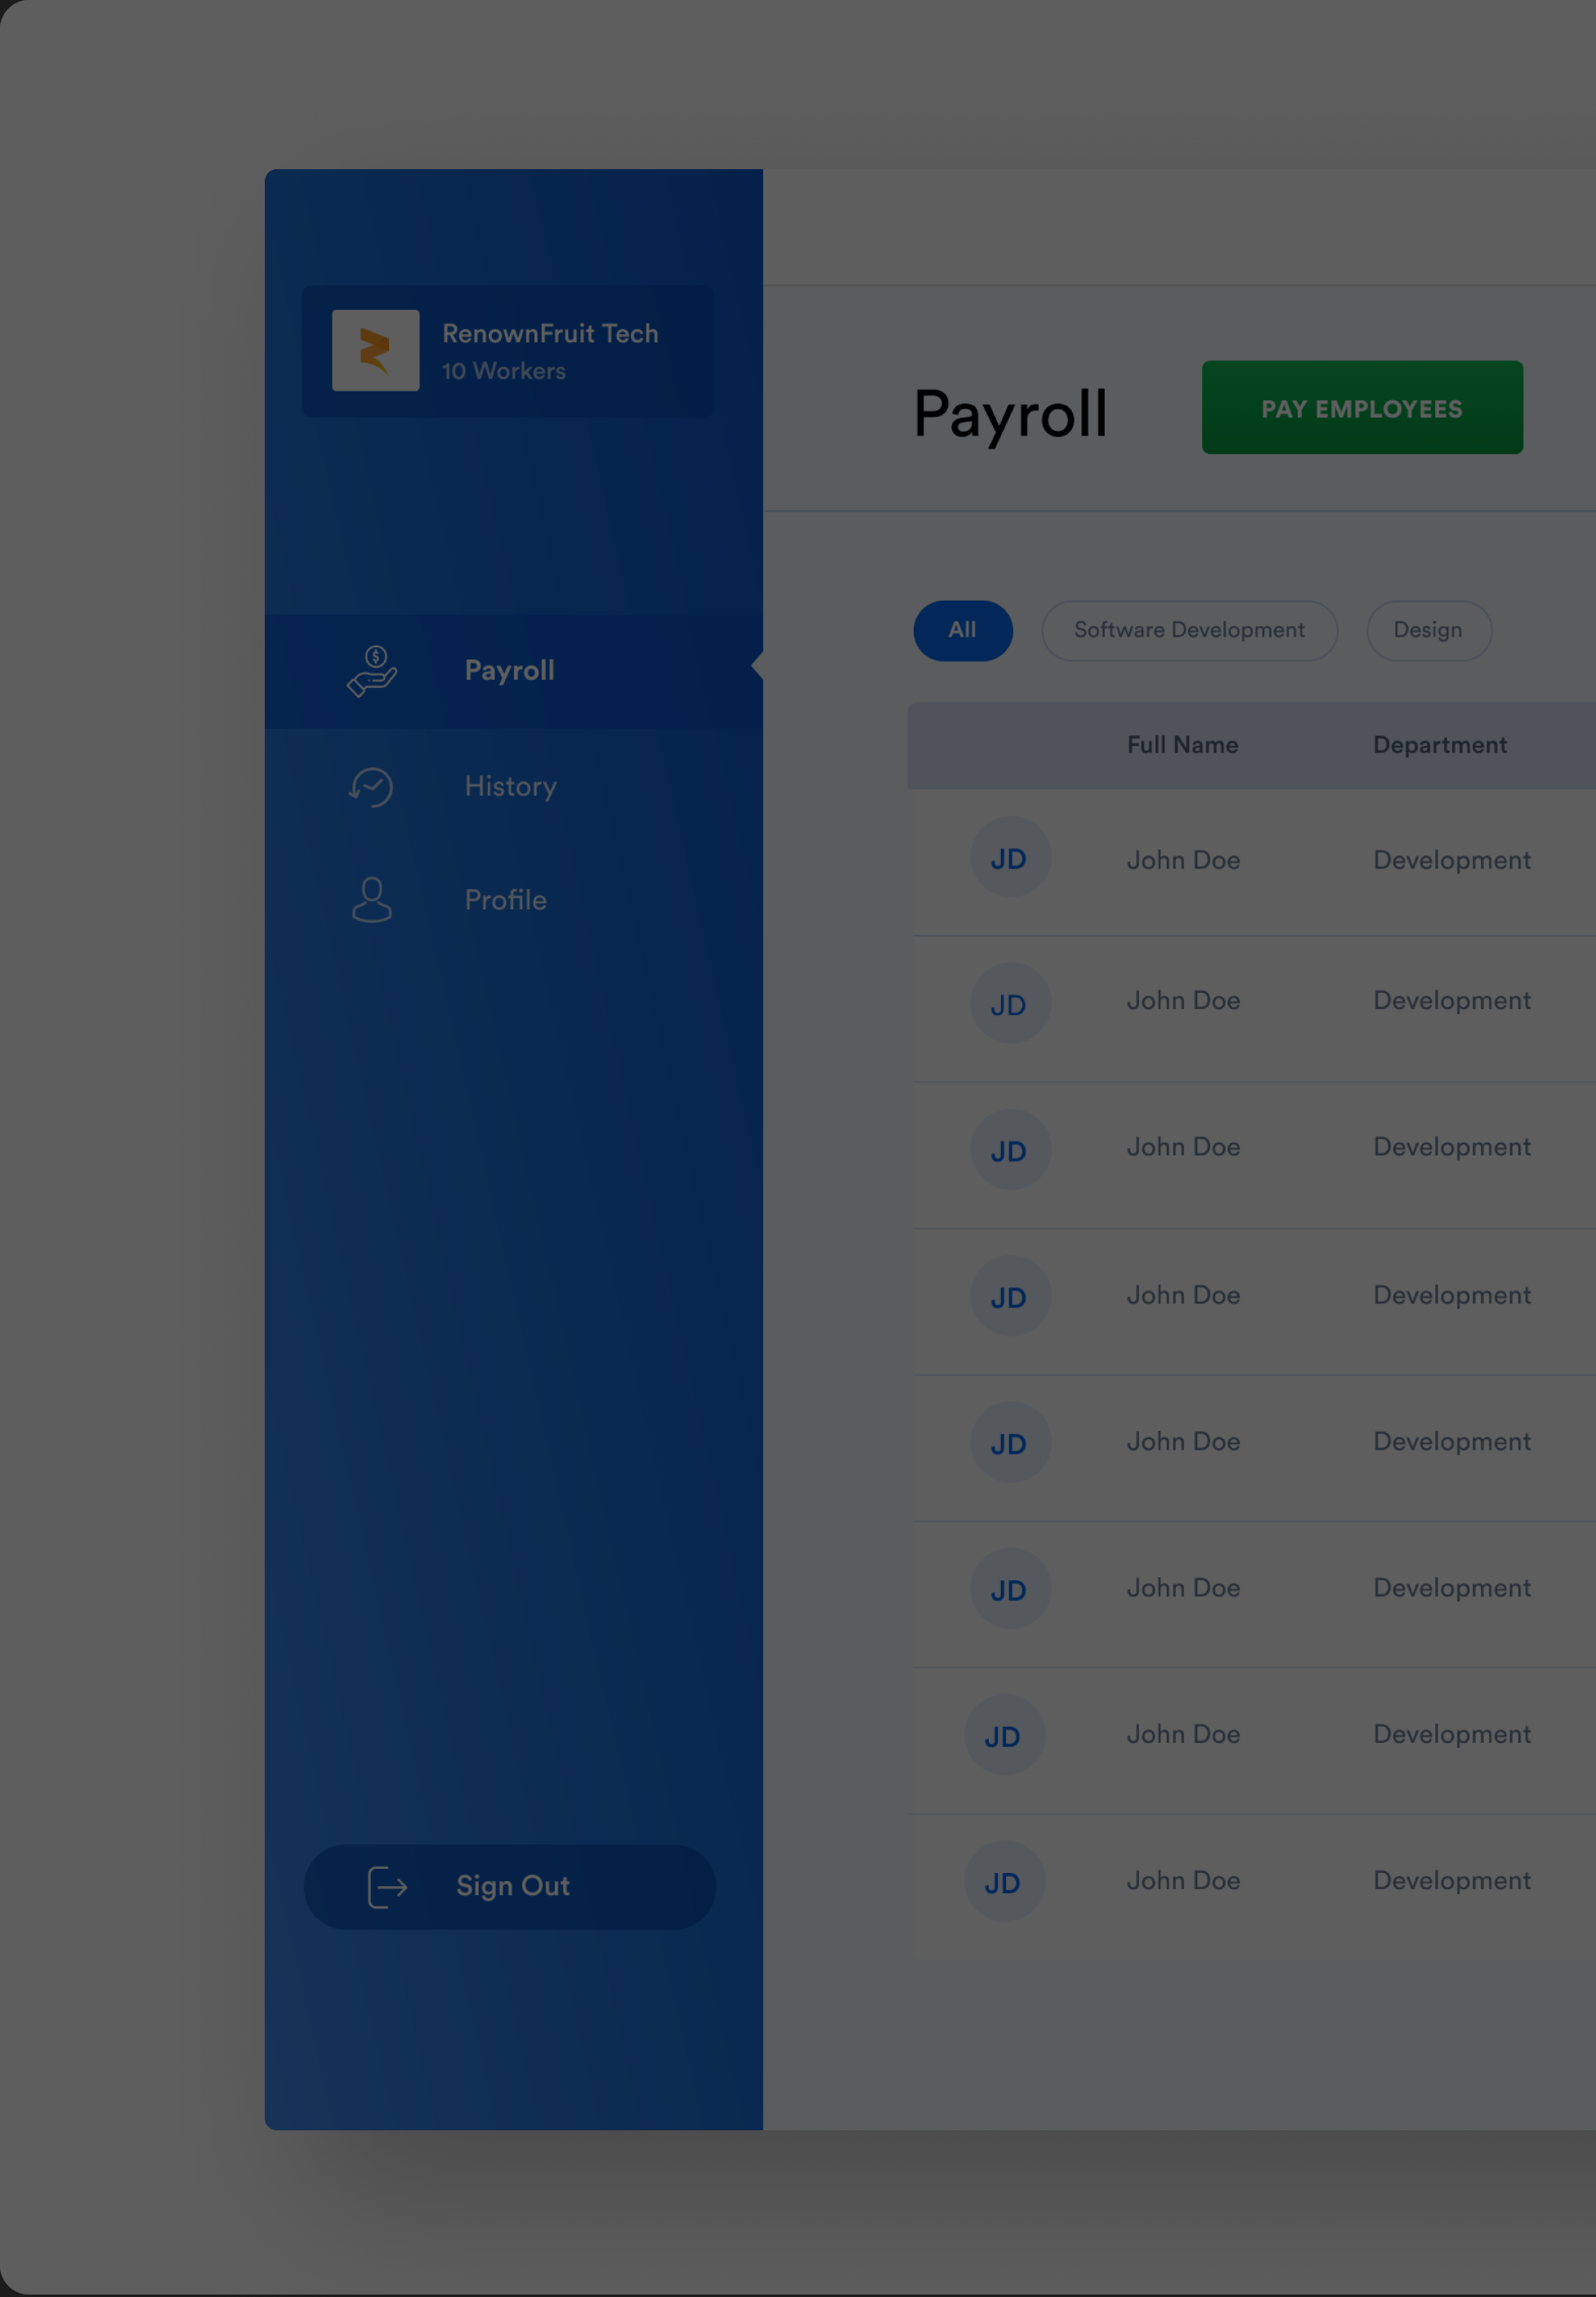 RenownFruit Tech
10 Workers
Payroll
History
Profile
Sign Out
Payroll
PAY EMPLOYEES
All
Software Development
Design
Full Name Department
JD John Doe Development
JD John Doe Development
JD John Doe Development
JD John Doe Development
JD John Doe Development
JD John Doe Development
JD John Doe Development
JD John Doe Development